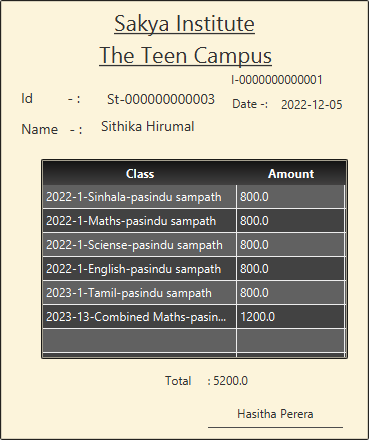 Sakya Institute
The Teen Campus
I-0000000000001
Id - : St-000000000003
Date -: 2022-12-05
Name - : Sithika Hirumal
Class Amount
2022-1-Sinhala-pasindu sampath 800.0
2022-1-Maths-pasindu sampath 800.0
2022-1-Sciense-pasindu sampath 800.0
2022-1-English-pasindu sampath 800.0
2023-1-Tamil-pasindu sampath 800.0
2023-13-Combined Maths-pasin... 1200.0
Total : 5200.0
Hasitha Perera